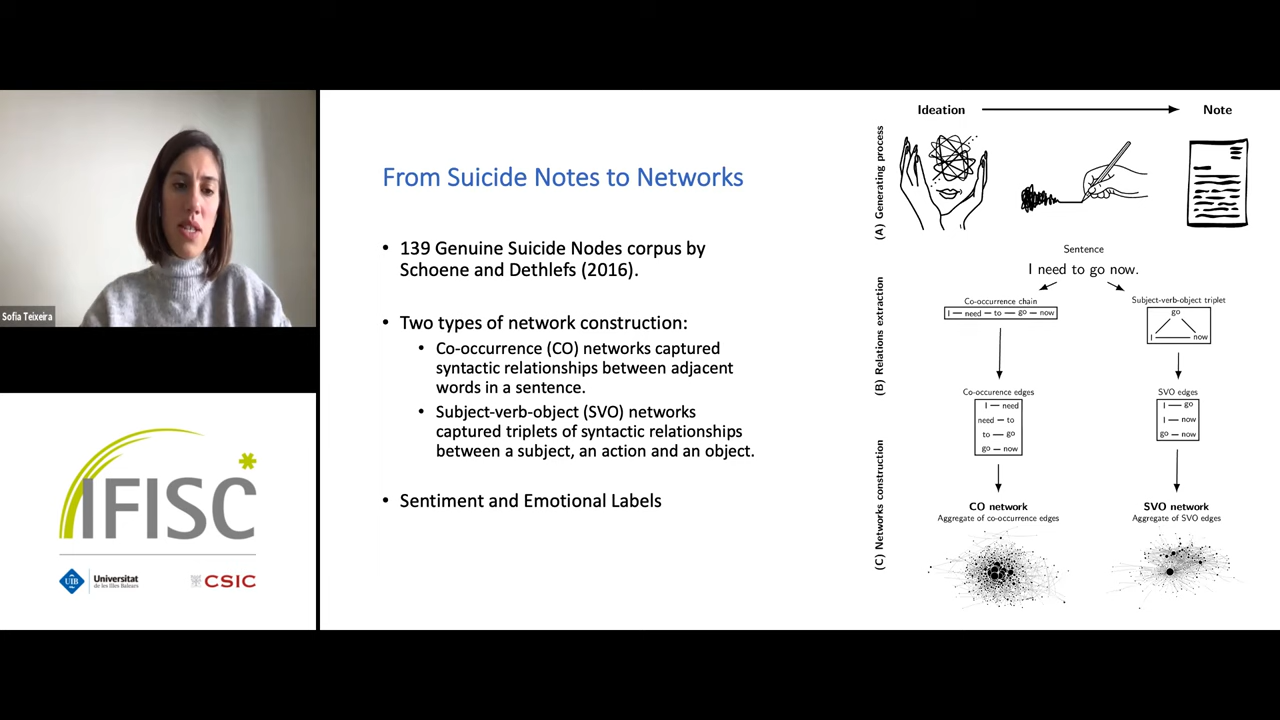 Sofia Teixeira
IFISC
UIB
Universitat
de les Illes Balears
CSIC
From Suicide Notes to Networks
• 139 Genuine Suicide Nodes corpus by
Schoene and Dethlefs (2016).
• Two types of network construction:
• Co-occurrence (CO) networks captured
syntactic relationships between adjacent
words in a sentence.
• Subject-verb-object (SVO) networks
captured triplets of syntactic relationships
between a subject, an action and an object.
• Sentiment and Emotional Labels
Ideation
Note
(A) Generating process
Sentence
I need to go now.
(B) Relations extraction
Co-occurrence chain
I — need — to — go — now
Subject-verb-object triplet
go
I — now
Co-occurence edges
I — need
need — to
to — go
go — now
SVO edges
I — go
I — now
go — now
(C) Networks construction
CO network
Aggregate of co-occurrence edges
SVO network
Aggregate of SVO edges